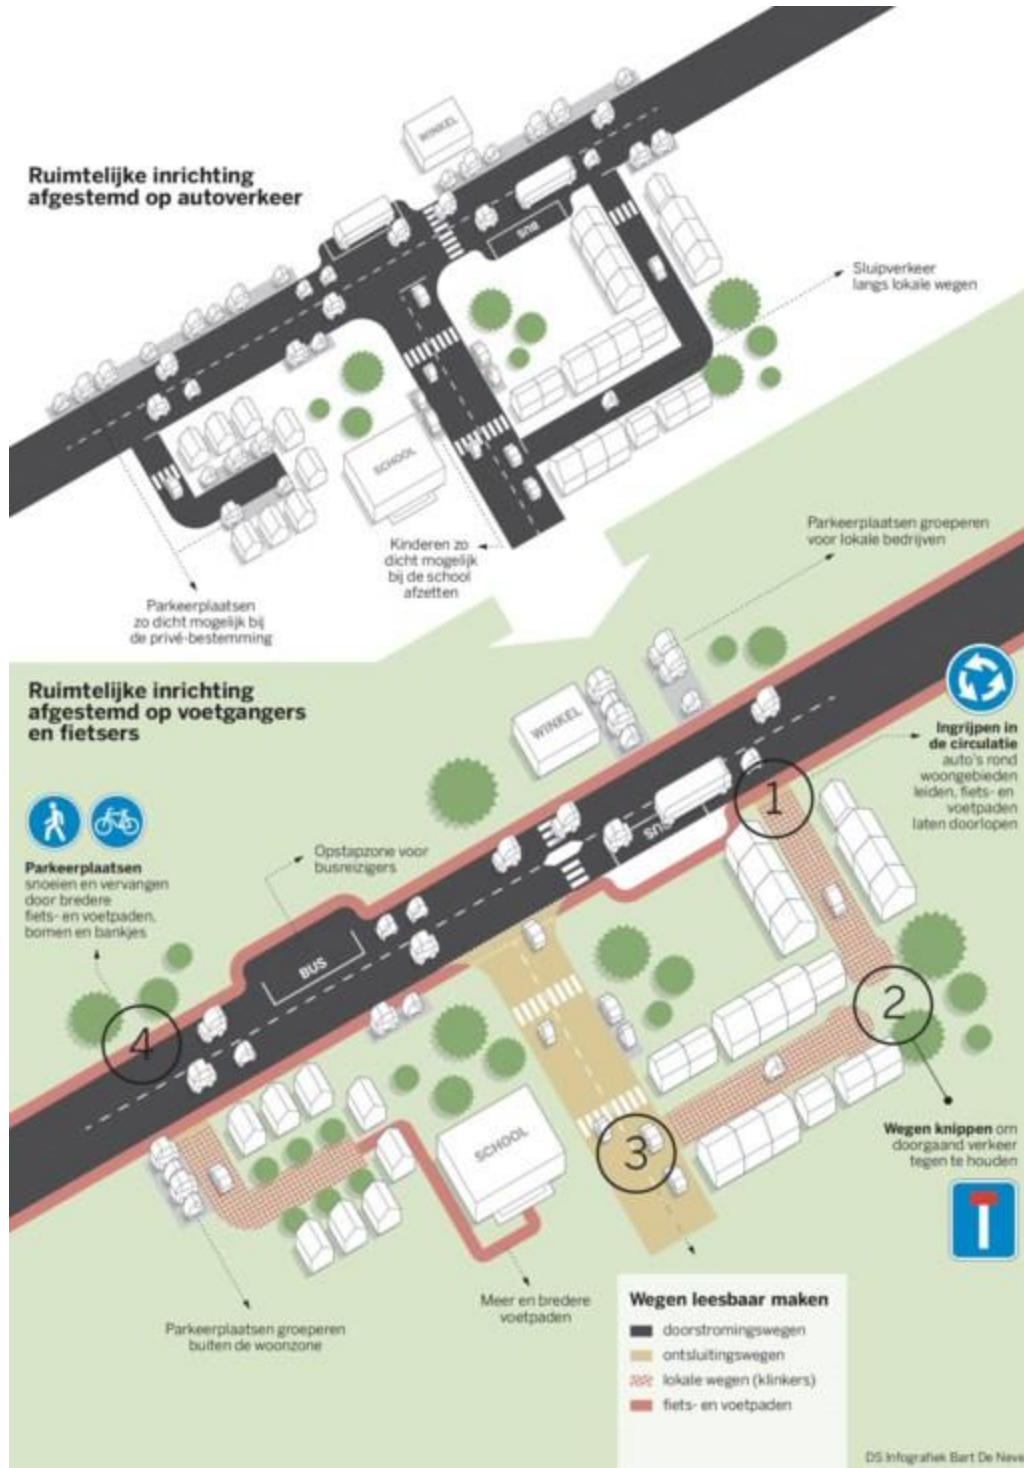 Ruimtelijke inrichting
afgestemd op autoverkeer
WINKEL
BUS
Sluipverkeer
langs lokale wegen
SCHOOL
Kinderen zo
dicht mogelijk
bij de school
afzetten
Parkeerplaatsen
zo dicht mogelijk bij
de privé-bestemming
Parkeerplaatsen groeperen
voor lokale bedrijven
Ruimtelijke inrichting
afgestemd op voetgangers
en fietsers
WINKEL
Ingrijpen in
de circulatie
auto's rond
woongebieden
leiden, fiets- en
voetpaden
laten doorlopen
1
BUS
Parkeerplaatsen
snoeien en vervangen
door bredere
fiets- en voetpaden,
bomen en bankjes
Opstapzone voor
busreizigers
BUS
2
4
Wegen knippen om
doorgaand verkeer
tegen te houden
SCHOOL
3
Meer en bredere
voetpaden
Parkeerplaatsen groeperen
buiten de woonzone
Wegen leesbaar maken
doorstromingswegen
ontsluitingswegen
lokale wegen (klinkers)
fiets- en voetpaden
DS Infografiek Bart De Neve